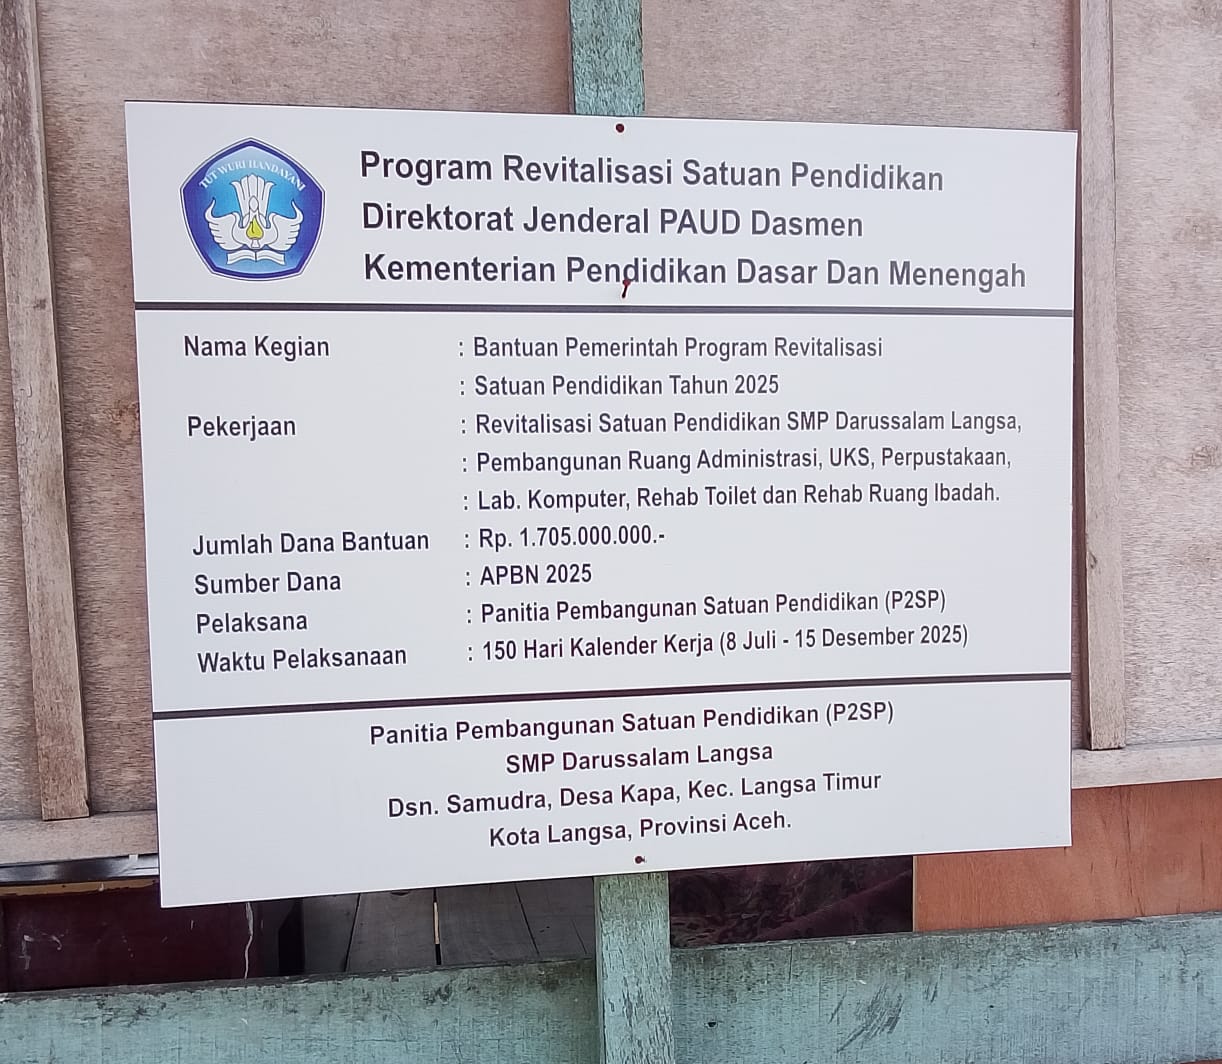 TUT WURI HANDAYANI
Program Revitalisasi Satuan Pendidikan
Direktorat Jenderal PAUD Dasmen
Kementerian Pendidikan Dasar Dan Menengah
Nama Kegian : Bantuan Pemerintah Program Revitalisasi
: Satuan Pendidikan Tahun 2025
Pekerjaan : Revitalisasi Satuan Pendidikan SMP Darussalam Langsa,
: Pembangunan Ruang Administrasi, UKS, Perpustakaan,
: Lab. Komputer, Rehab Toilet dan Rehab Ruang Ibadah.
Jumlah Dana Bantuan : Rp. 1.705.000.000.-
Sumber Dana : APBN 2025
Pelaksana : Panitia Pembangunan Satuan Pendidikan (P2SP)
Waktu Pelaksanaan : 150 Hari Kalender Kerja (8 Juli - 15 Desember 2025)
Panitia Pembangunan Satuan Pendidikan (P2SP)
SMP Darussalam Langsa
Dsn. Samudra, Desa Kapa, Kec. Langsa Timur
Kota Langsa, Provinsi Aceh.